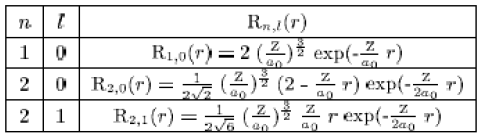 n l R_{n,l}(r)
1 0 R_{1,0}(r) = 2 (Z/a_0)^{3/2} exp(-Z/a_0 r)
2 0 R_{2,0}(r) = 1/(2√2) (Z/a_0)^{3/2} (2 - Z/a_0 r) exp(-Z/2a_0 r)
2 1 R_{2,1}(r) = 1/(2√6) (Z/a_0)^{3/2} Z/a_0 r exp(-Z/2a_0 r)